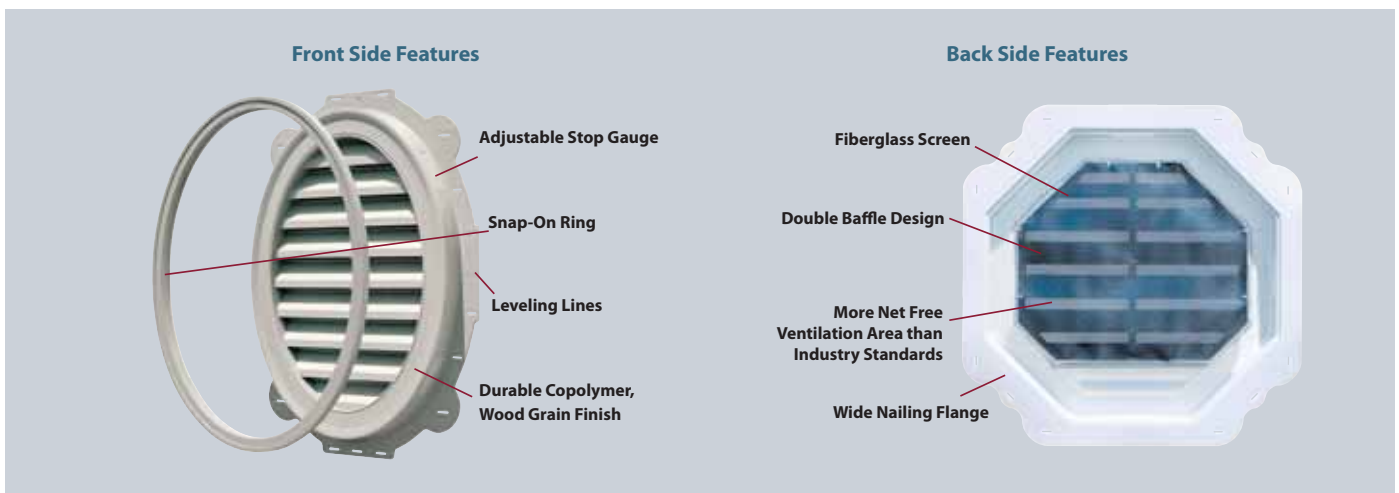 Front Side Features
Adjustable Stop Gauge
Snap-On Ring
Leveling Lines
Durable Copolymer,
Wood Grain Finish
Back Side Features
Fiberglass Screen
Double Baffle Design
More Net Free
Ventilation Area than
Industry Standards
Wide Nailing Flange